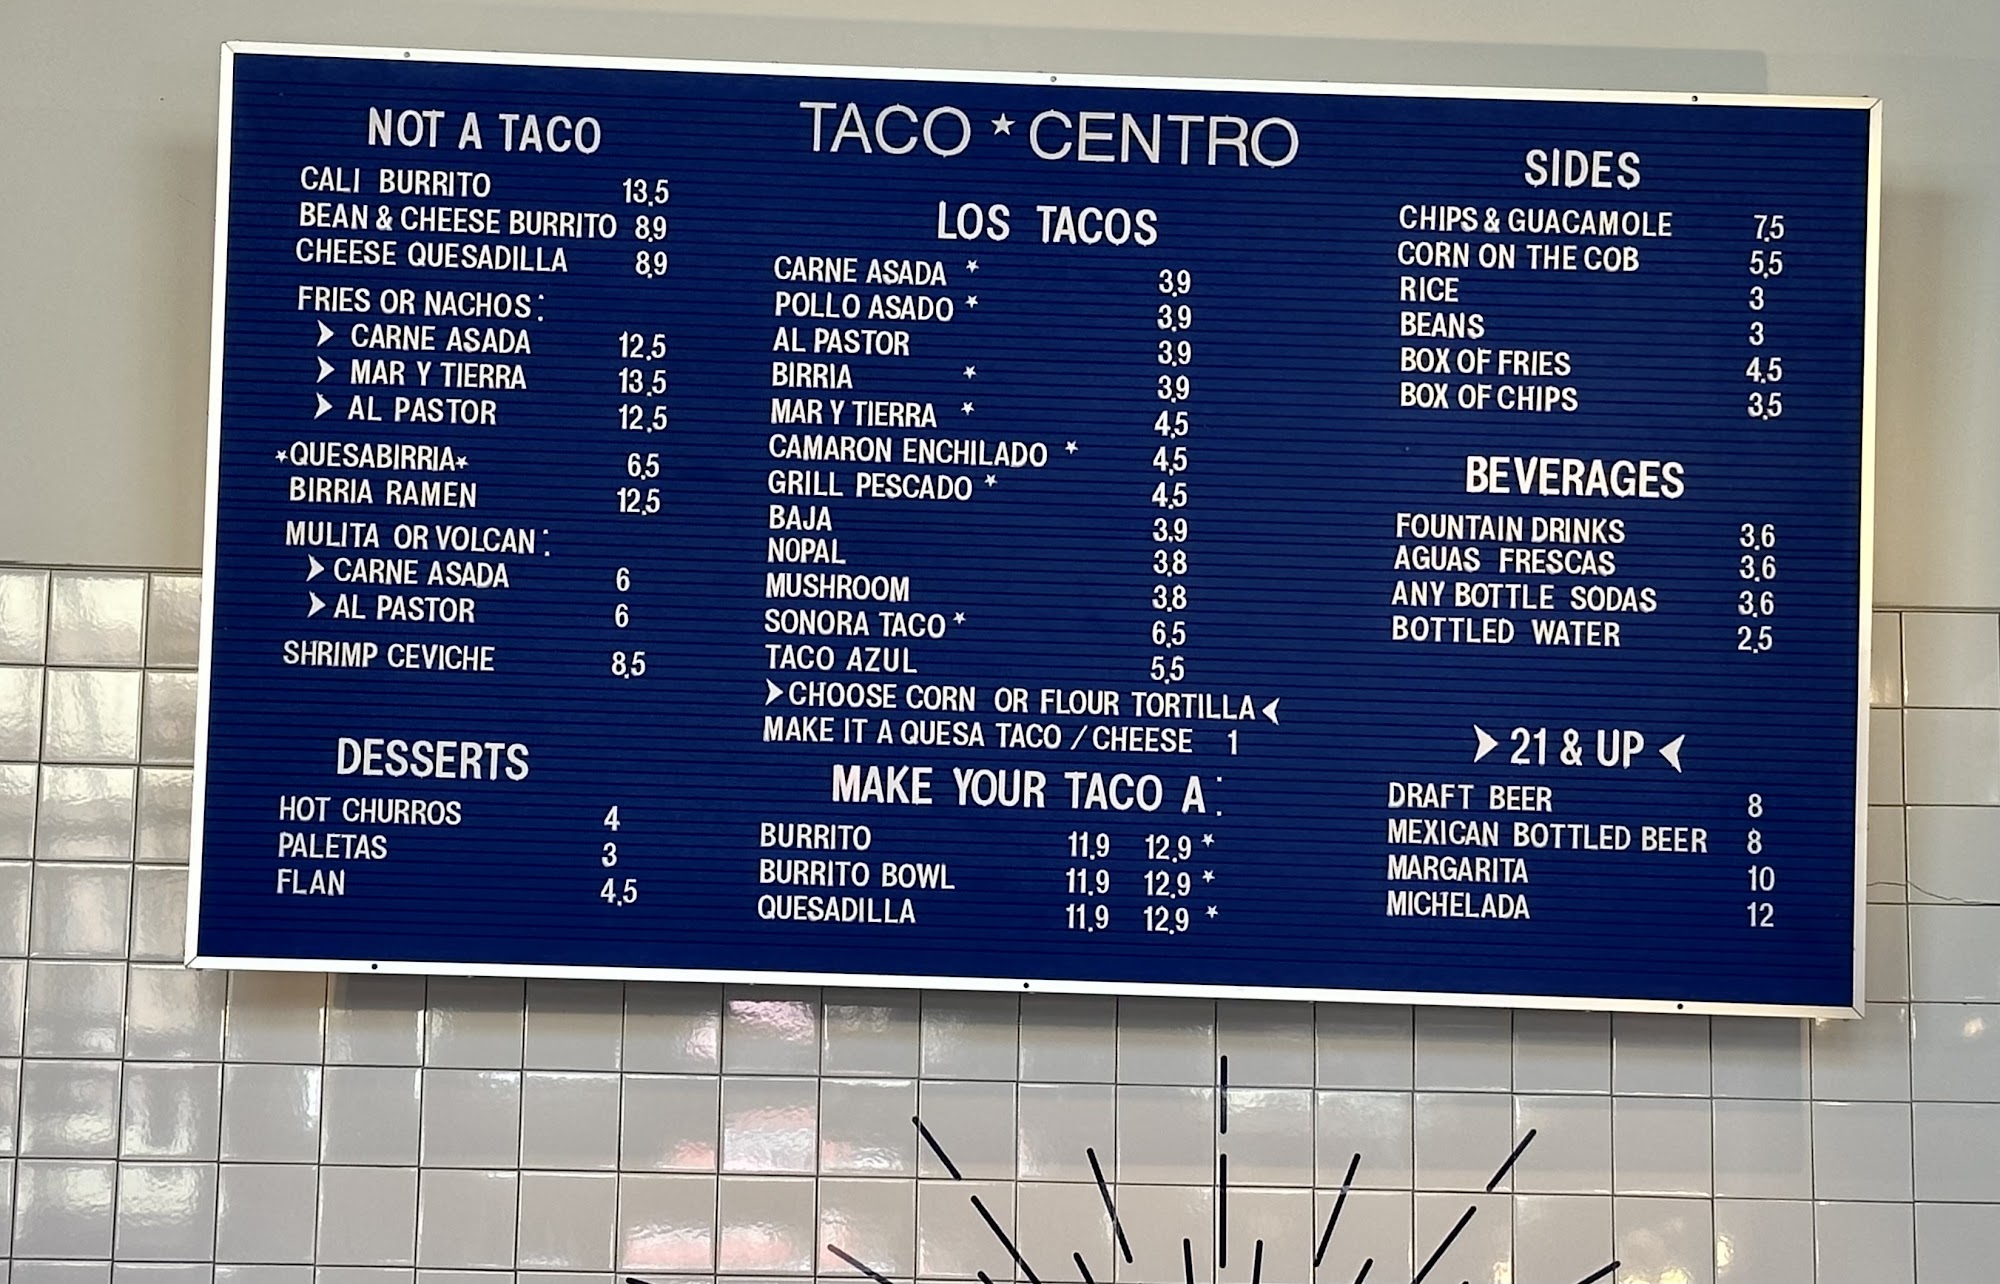 TACO ★ CENTRO
NOT A TACO
CALI BURRITO 13.5
BEAN & CHEESE BURRITO 8.9
CHEESE QUESADILLA 8.9
FRIES OR NACHOS:
➤ CARNE ASADA 12.5
➤ MAR Y TIERRA 13.5
➤ AL PASTOR 12.5
★QUESABIRRIA★ 6.5
BIRRIA RAMEN 12.5
MULITA OR VOLCAN:
➤ CARNE ASADA 6
➤ AL PASTOR 6
SHRIMP CEVICHE 8.5
DESSERTS
HOT CHURROS 4
PALETAS 3
FLAN 4.5
LOS TACOS
CARNE ASADA ★ 3.9
POLLO ASADO ★ 3.9
AL PASTOR 3.9
BIRRIA ★ 3.9
MAR Y TIERRA ★ 4.5
CAMARON ENCHILADO ★ 4.5
GRILL PESCADO ★ 4.5
BAJA 3.9
NOPAL 3.8
MUSHROOM 3.8
SONORA TACO ★ 6.5
TACO AZUL 5.5
➤CHOOSE CORN OR FLOUR TORTILLA⮜
MAKE IT A QUESA TACO / CHEESE 1
MAKE YOUR TACO A:
BURRITO 11.9 12.9 ★
BURRITO BOWL 11.9 12.9 ★
QUESADILLA 11.9 12.9 ★
SIDES
CHIPS & GUACAMOLE 7.5
CORN ON THE COB 5.5
RICE 3
BEANS 3
BOX OF FRIES 4.5
BOX OF CHIPS 3.5
BEVERAGES
FOUNTAIN DRINKS 3.6
AGUAS FRESCAS 3.6
ANY BOTTLE SODAS 3.6
BOTTLED WATER 2.5
➤ 21 & UP ⮜
DRAFT BEER 8
MEXICAN BOTTLED BEER 8
MARGARITA 10
MICHELADA 12